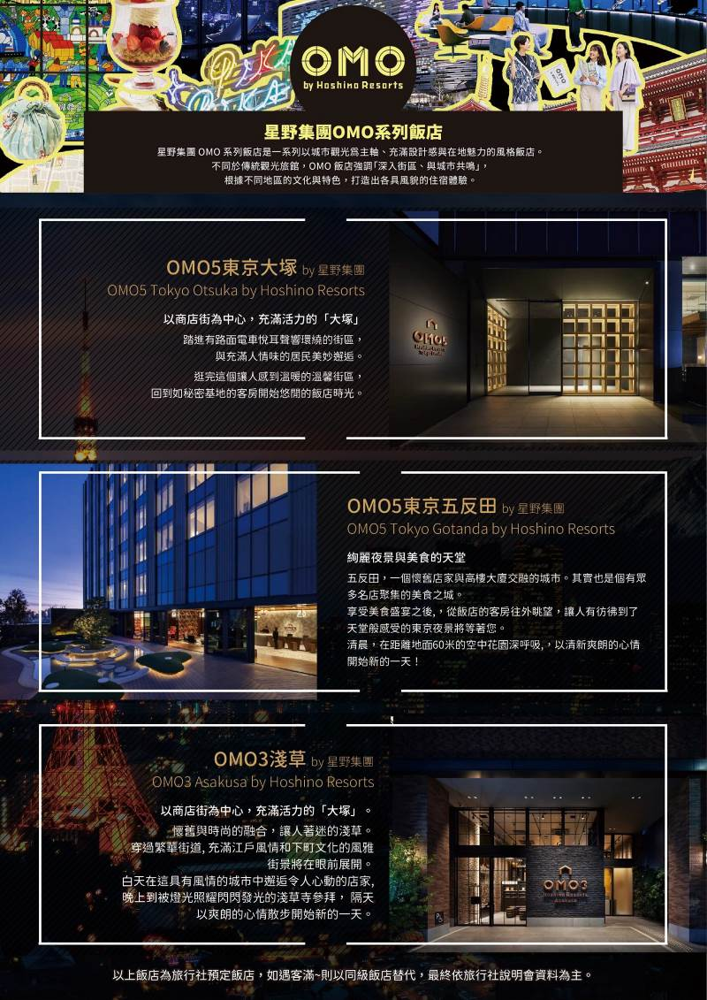 OMO
by Hoshino Resorts
星野集團OMO系列飯店
星野集團 OMO 系列飯店是一系列以城市觀光為主軸、充滿設計感與在地魅力的風格飯店。
不同於傳統觀光旅館，OMO 飯店強調「深入街區、與城市共鳴」，
根據不同地區的文化與特色，打造出各具風貌的住宿體驗。
OMO5東京大塚 by 星野集團
OMO5 Tokyo Otsuka by Hoshino Resorts
以商店街為中心，充滿活力的「大塚」
踏進有路面電車悅耳聲響環繞的街區，
與充滿人情味的居民美妙邂逅。
逛完這個讓人感到溫暖的溫馨街區，
回到如秘密基地的客房開始悠閒的飯店時光。
OMO5
OMO5東京五反田 by 星野集團
OMO5 Tokyo Gotanda by Hoshino Resorts
絢麗夜景與美食的天堂
五反田，一個懷舊店家與高樓大廈交融的城市。其實也是個有眾
多名店聚集的美食之城。
享受美食盛宴之後,，從飯店的客房往外眺望，讓人有彷彿到了
天堂般感受的東京夜景將等著您。
清晨，在距離地面60米的空中花園深呼吸,，以清新爽朗的心情
開始新的一天！
OMO3淺草 by 星野集團
OMO3 Asakusa by Hoshino Resorts
以商店街為中心，充滿活力的「大塚」。
懷舊與時尚的融合，讓人著迷的淺草。
穿過繁華街道, 充滿江戶風情和下町文化的風雅
街景將在眼前展開。
白天在這具有風情的城市中邂逅令人心動的店家,
晚上到被燈光照耀閃閃發光的淺草寺參拜， 隔天
以爽朗的心情散步開始新的一天。
OMO3
Hoshino Resorts
Asakusa
以上飯店為旅行社預定飯店，如遇客滿~則以同級飯店替代，最終依旅行社說明會資料為主。